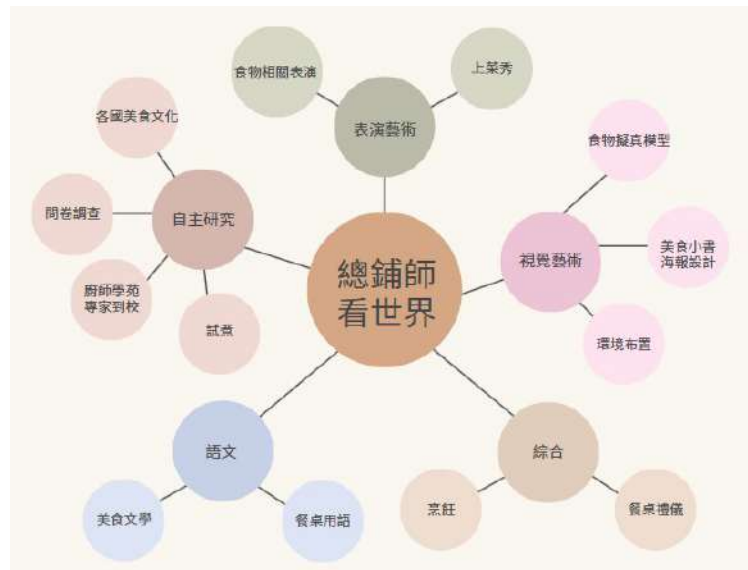 總鋪師
看世界
表演藝術
食物相關表演
上菜秀
視覺藝術
食物擬真模型
美食小書
海報設計
環境布置
綜合
餐桌禮儀
烹飪
語文
餐桌用語
美食文學
自主研究
各國美食文化
問卷調查
廚師學苑
專家到校
試煮